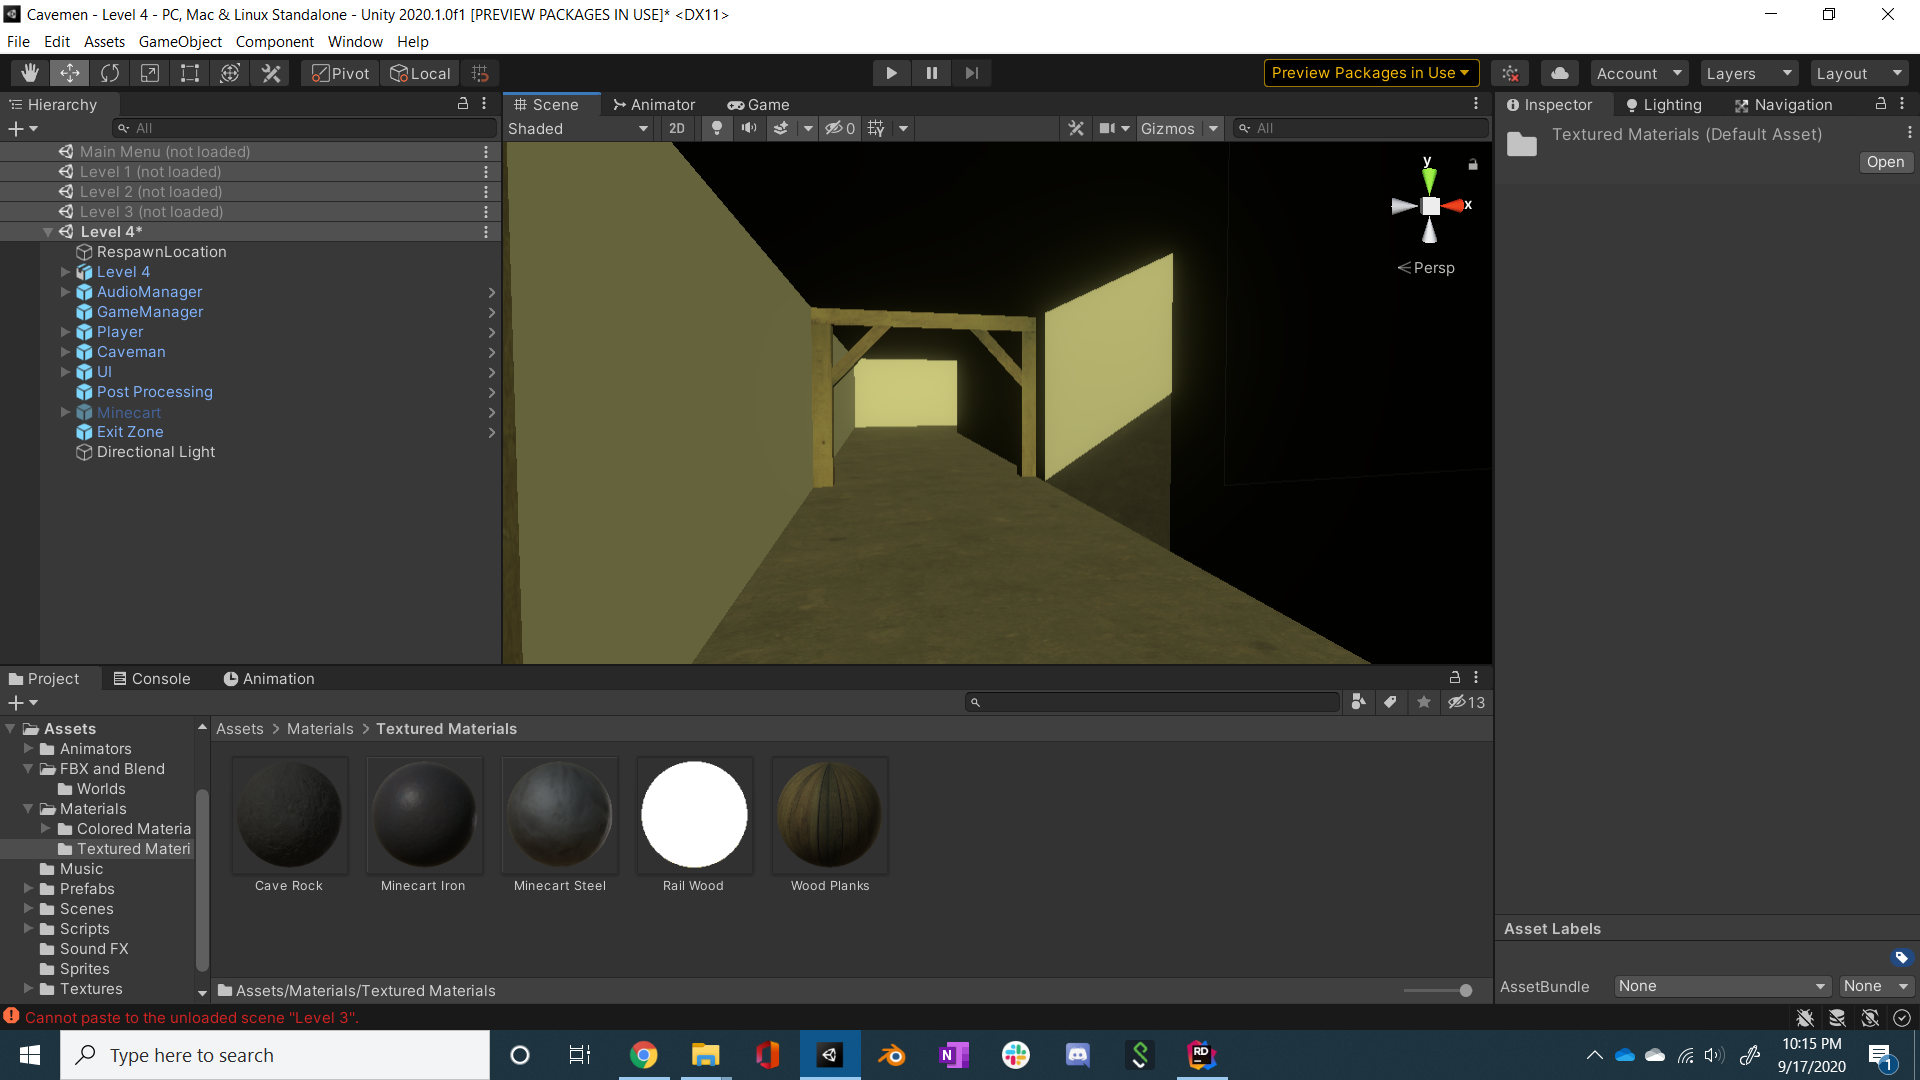 Cavemen - Level 4 - PC, Mac & Linux Standalone - Unity 2020.1.0f1 [PREVIEW PACKAGES IN USE]* <DX11>
File Edit Assets GameObject Component Window Help
Pivot Local Preview Packages in Use Account Layers Layout
Hierarchy Scene Animator Game Inspector Lighting Navigation
All Shaded 2D 0 Gizmos All
Textured Materials (Default Asset)
Open
Main Menu (not loaded)
Level 1 (not loaded)
Level 2 (not loaded)
Level 3 (not loaded)
Level 4*
RespawnLocation
Level 4
AudioManager
GameManager
Player
Caveman
UI
Post Processing
Minecart
Exit Zone
Directional Light
y
x
Persp
Project Console Animation
13
Assets
Animators
FBX and Blend
Worlds
Materials
Colored Materia
Textured Materi
Music
Prefabs
Scenes
Scripts
Sound FX
Sprites
Textures
Assets > Materials > Textured Materials
Cave Rock Minecart Iron Minecart Steel Rail Wood Wood Planks
Assets/Materials/Textured Materials
Asset Labels
AssetBundle None None
Cannot paste to the unloaded scene "Level 3".
Type here to search
N
RD
10:15 PM
9/17/2020
1